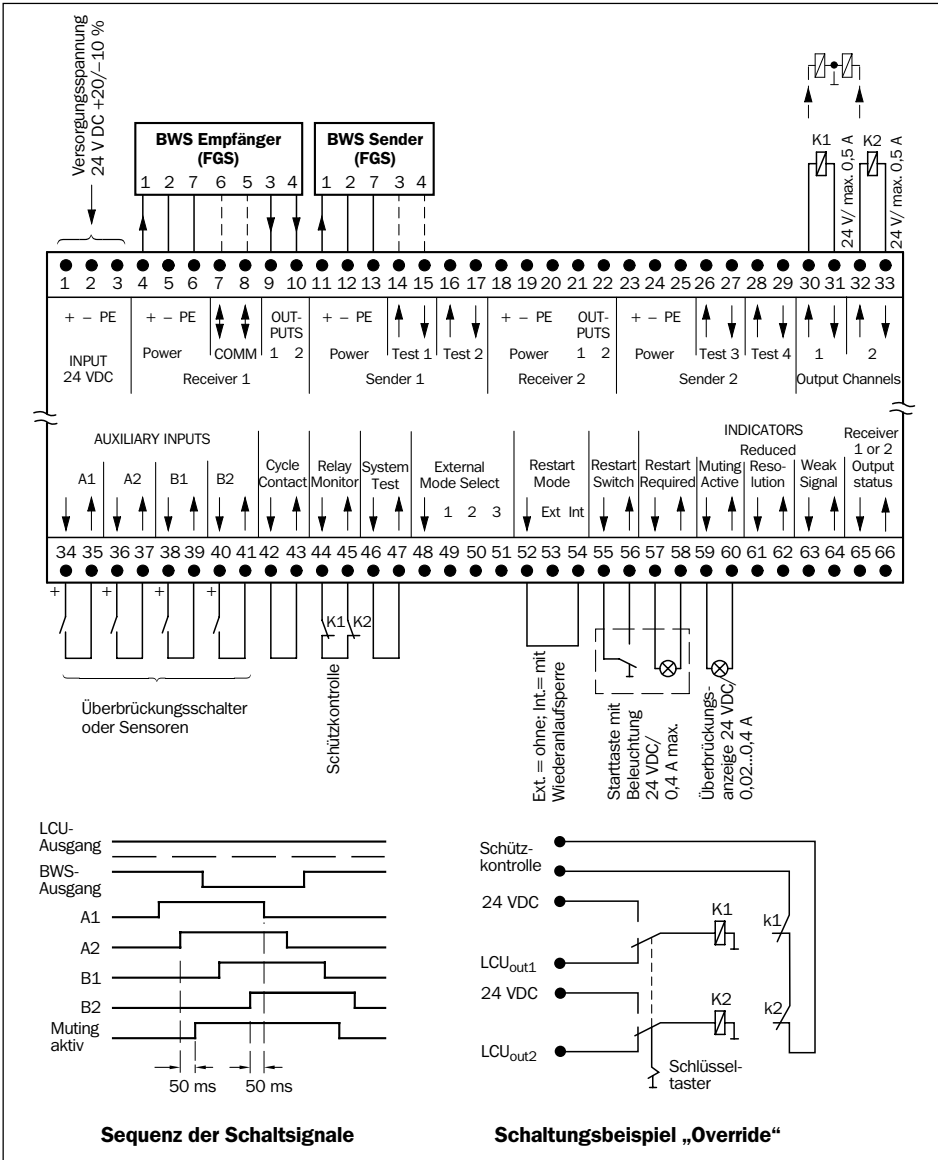 Versorgungsspannung
24 V DC +20/−10 %
BWS Empfänger
(FGS)
1 2 7 6 5 3 4
BWS Sender
(FGS)
1 2 7 3 4
K1
24 V/ max. 0,5 A
K2
24 V/ max. 0,5 A
1 2 3 4 5 6 7 8 9 10 11 12 13 14 15 16 17 18 19 20 21 22 23 24 25 26 27 28 29 30 31 32 33
+ − PE
INPUT
24 VDC
+ − PE
Power
COMM
OUT-
PUTS
1 2
Receiver 1
+ − PE
Power
Test 1
Test 2
Sender 1
+ − PE
Power
OUT-
PUTS
1 2
Receiver 2
+ − PE
Power
Test 3
Test 4
Sender 2
1
2
Output Channels
AUXILIARY INPUTS
A1
A2
B1
B2
Cycle
Contact
Relay
Monitor
System
Test
External
Mode Select
1 2 3
Restart
Mode
Ext Int
Restart
Switch
Restart
Required
INDICATORS
Muting
Active
Reduced
Reso-
lution
Weak
Signal
Receiver
1 or 2
Output
status
34 35 36 37 38 39 40 41 42 43 44 45 46 47 48 49 50 51 52 53 54 55 56 57 58 59 60 61 62 63 64 65 66
+ + + +
K1 K2
Überbrückungsschalter
oder Sensoren
Schützkontrolle
Ext. = ohne; Int.= mit
Wiederanlaufsperre
Starttaste mit
Beleuchtung
24 VDC/
0,4 A max.
Überbrückungs-
anzeige 24 VDC/
0,02...0,4 A
LCU-
Ausgang
BWS-
Ausgang
A1
A2
B1
B2
Muting
aktiv
50 ms
50 ms
Sequenz der Schaltsignale
Schütz-
kontrolle
24 VDC
K1
k1
LCUout1
24 VDC
K2
k2
LCUout2
Schlüssel-
taster
Schaltungsbeispiel „Override“